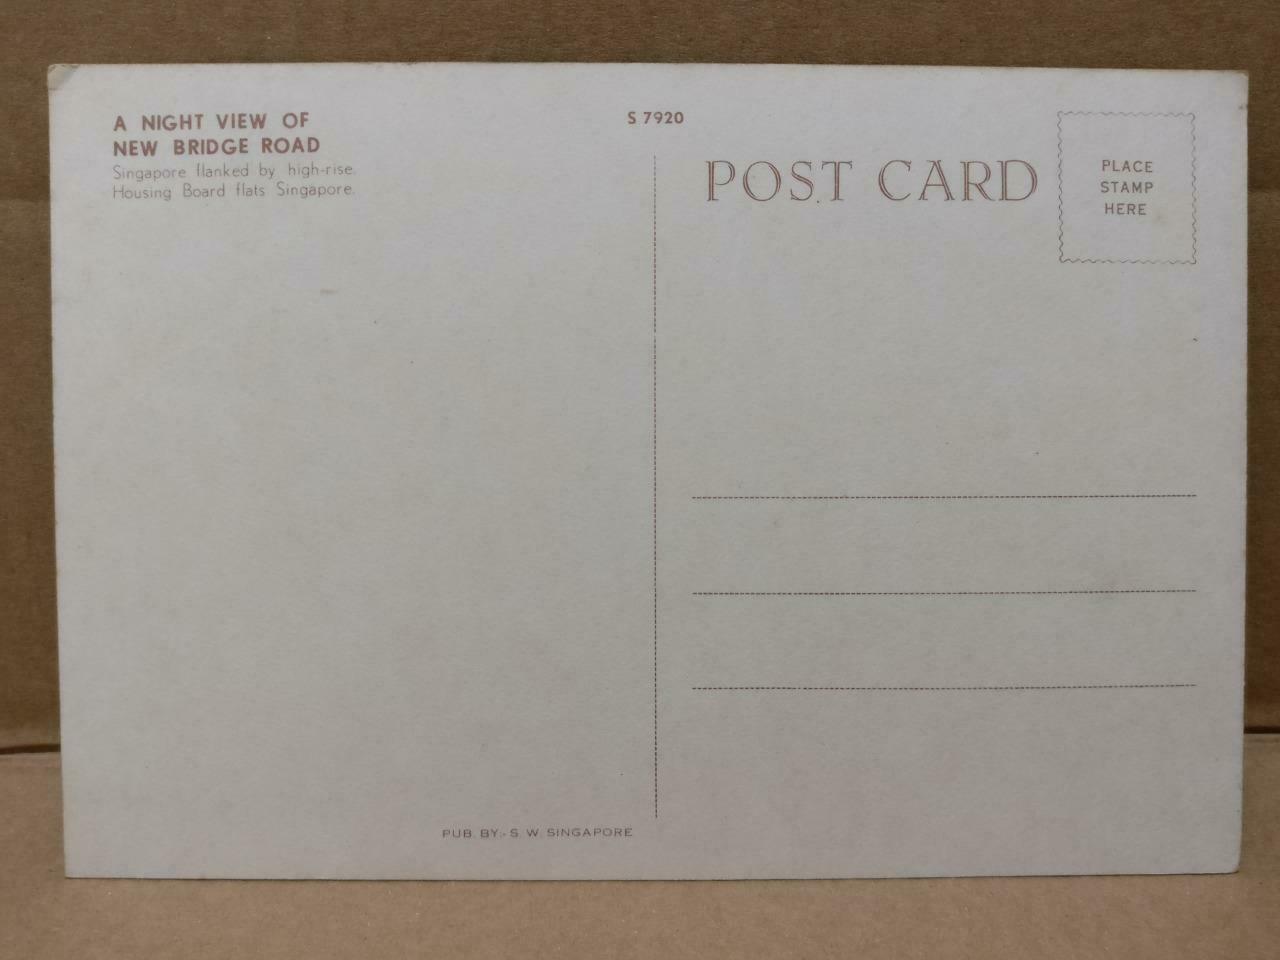 A NIGHT VIEW OF
NEW BRIDGE ROAD
Singapore flanked by high-rise.
Housing Board flats Singapore.
S 7920
POST CARD
PLACE
STAMP
HERE
PUB. BY:- S. W. SINGAPORE